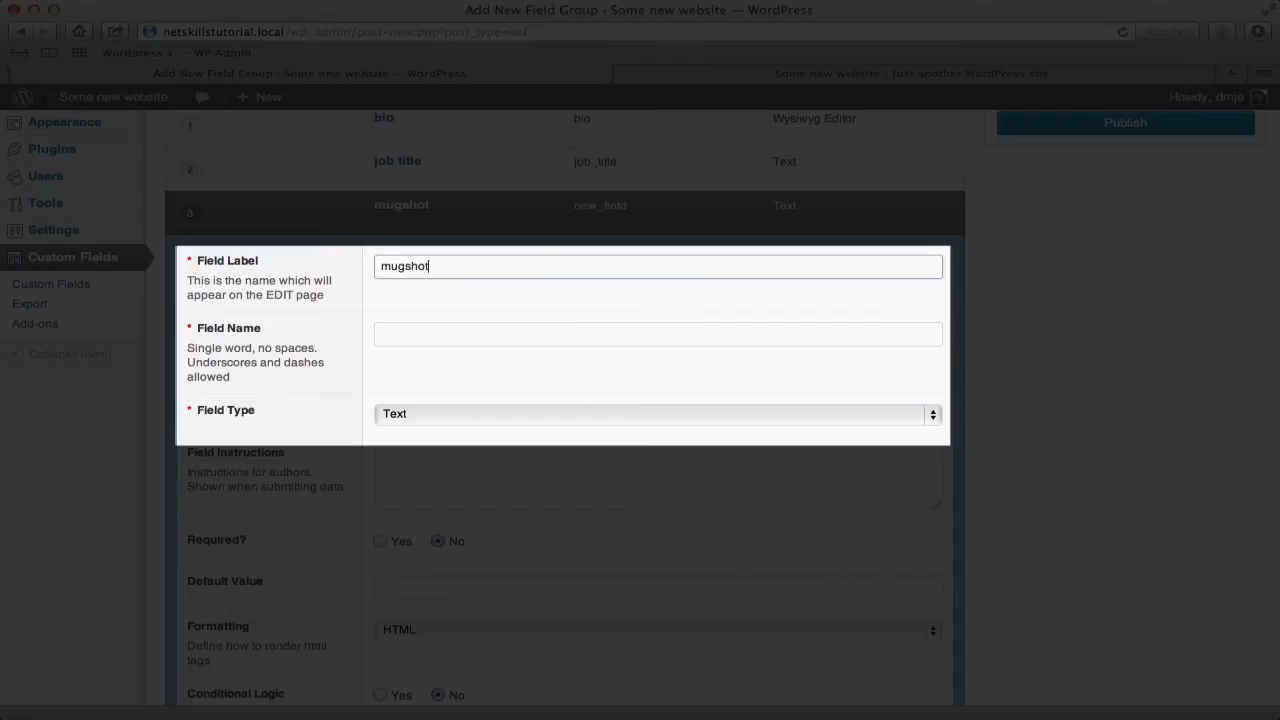 Add New Field Group ‹ Some new website — WordPress
netskillstutorial.local/wp-admin/post-new.php?post_type=acf
Wordpress a … – WP Admin
Add New Field Group ‹ Some new website — WordPress
Some new website | Just another WordPress site
Some new website
+ New
Howdy, dmje
Appearance
Plugins
Users
Tools
Settings
Custom Fields
Custom Fields
Export
Add-ons
Collapse menu
1 bio bio Wysiwyg Editor
2 job title job_title Text
3 mugshot new_field Text
Publish
* Field Label
This is the name which will
appear on the EDIT page
mugshot
* Field Name
Single word, no spaces.
Underscores and dashes
allowed
* Field Type
Text
Field Instructions
Instructions for authors.
Shown when submitting data
Required?
Yes No
Default Value
Formatting
Define how to render html
tags
HTML
Conditional Logic
Yes No